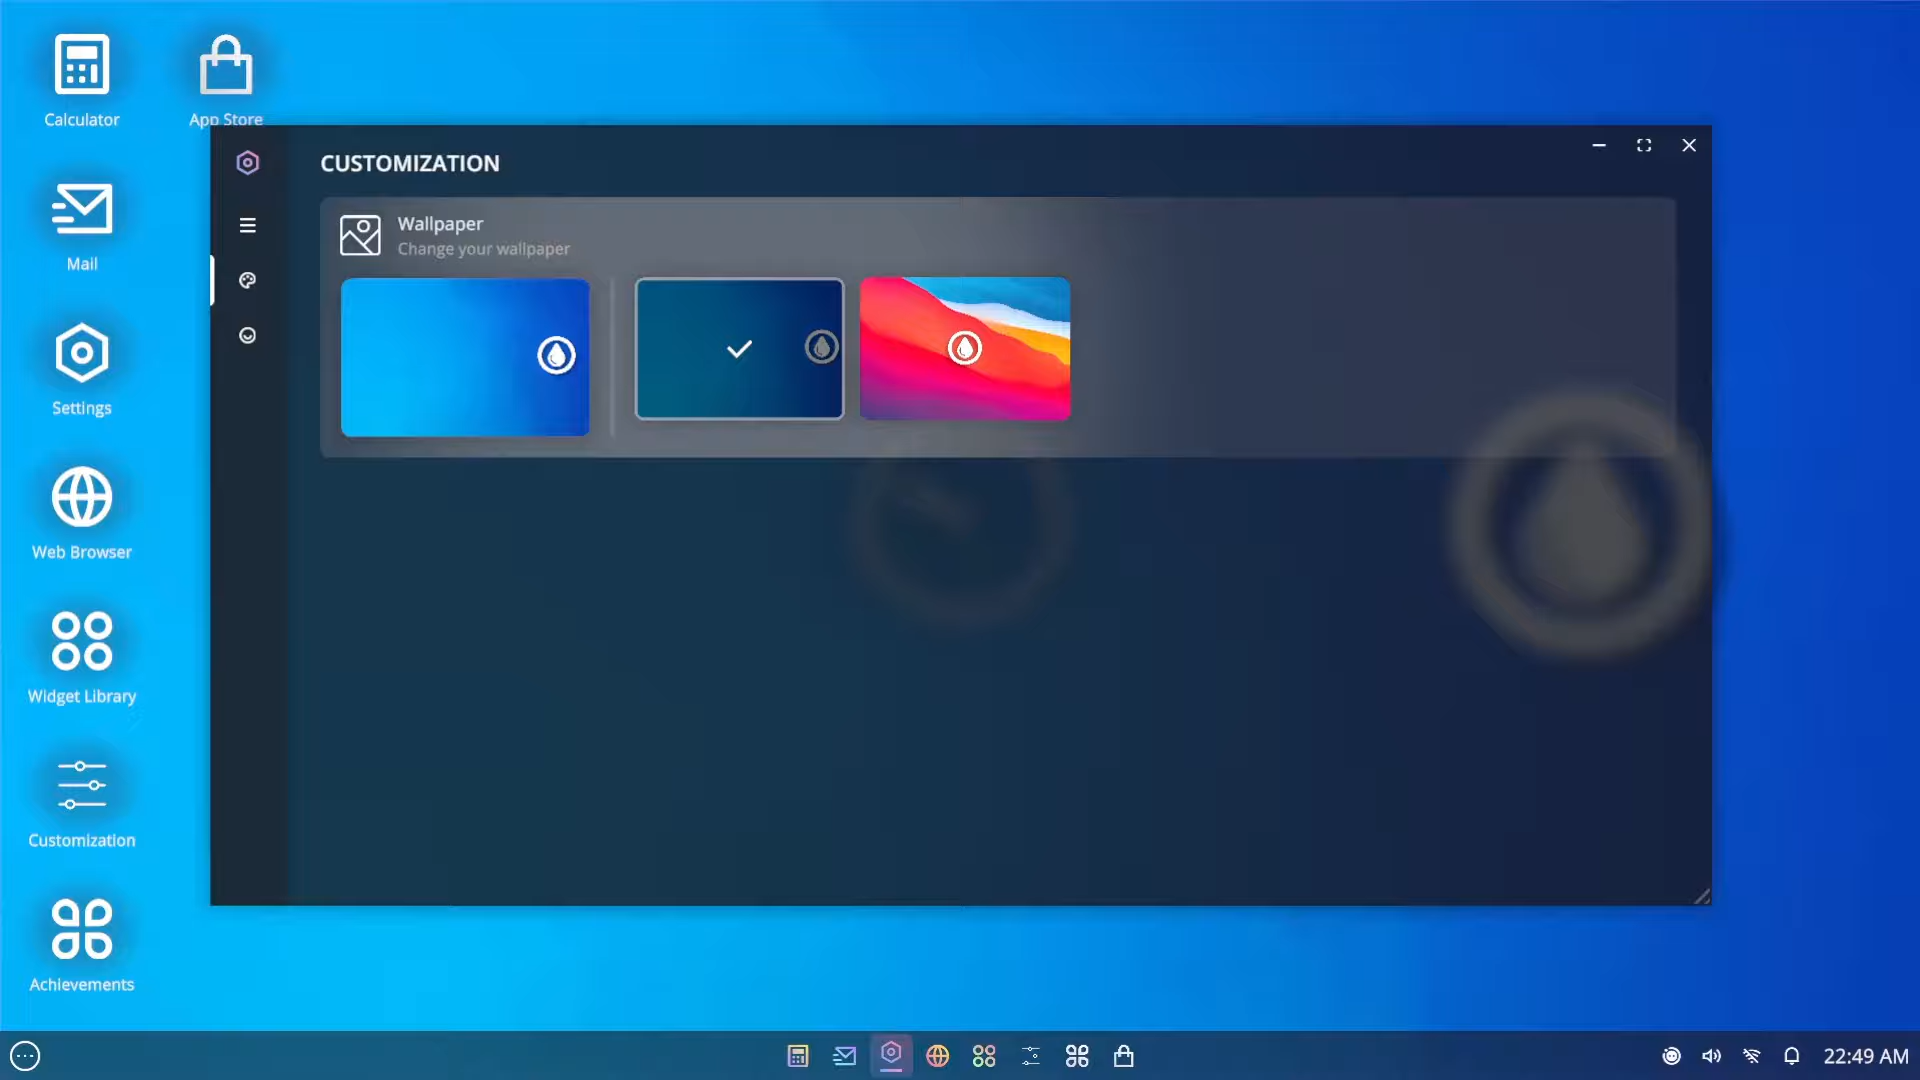 Calculator
App Store
CUSTOMIZATION
Wallpaper
Change your wallpaper
Mail
Settings
Web Browser
Widget Library
Customization
Achievements
22:49 AM